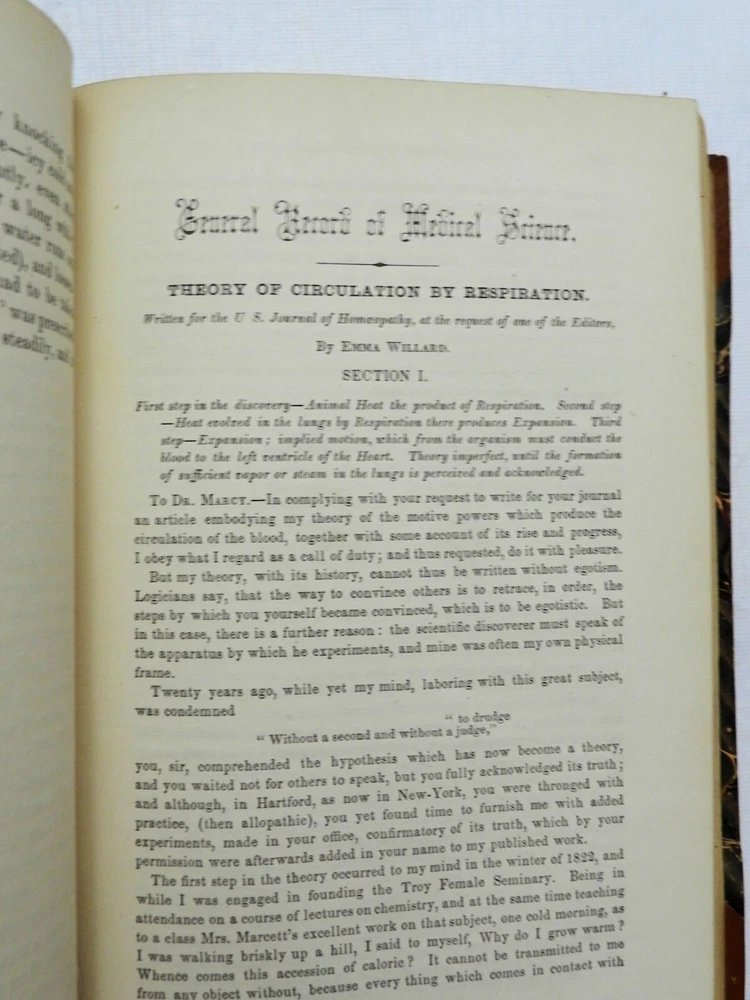 knocking
a long
water run
had to be
steadily, and
General Record of Medical Science.
THEORY OF CIRCULATION BY RESPIRATION.
Written for the U S. Journal of Homœopathy, at the request of one of the Editors,
By Emma Willard.
SECTION I.
First step in the discovery—Animal Heat the product of Respiration. Second step
—Heat evolved in the lungs by Respiration there produces Expansion. Third
step—Expansion; implied motion, which from the organism must conduct the
blood to the left ventricle of the Heart. Theory imperfect, until the formation
of sufficient vapor or steam in the lungs is perceived and acknowledged.
To Dr. Marcy.—In complying with your request to write for your journal
an article embodying my theory of the motive powers which produce the
circulation of the blood, together with some account of its rise and progress,
I obey what I regard as a call of duty; and thus requested, do it with pleasure.
But my theory, with its history, cannot thus be written without egotism.
Logicians say, that the way to convince others is to retrace, in order, the
steps by which you yourself became convinced, which is to be egotistic. But
in this case, there is a further reason: the scientific discoverer must speak of
the apparatus by which he experiments, and mine was often my own physical
frame.
Twenty years ago, while yet my mind, laboring with this great subject,
was condemned
" to drudge
" Without a second and without a judge,"
you, sir, comprehended the hypothesis which has now become a theory,
and you waited not for others to speak, but you fully acknowledged its truth;
and although, in Hartford, as now in New-York, you were thronged with
practice, (then allopathic), you yet found time to furnish me with added
experiments, made in your office, confirmatory of its truth, which by your
permission were afterwards added in your name to my published work.
The first step in the theory occurred to my mind in the winter of 1822, and
while I was engaged in founding the Troy Female Seminary. Being in
attendance on a course of lectures on chemistry, and at the same time teaching
to a class Mrs. Marcett's excellent work on that subject, one cold morning, as
I was walking briskly up a hill, I said to myself, Why do I grow warm?
Whence comes this accession of caloric? It cannot be transmitted to me
from any object without, because every thing which comes in contact with